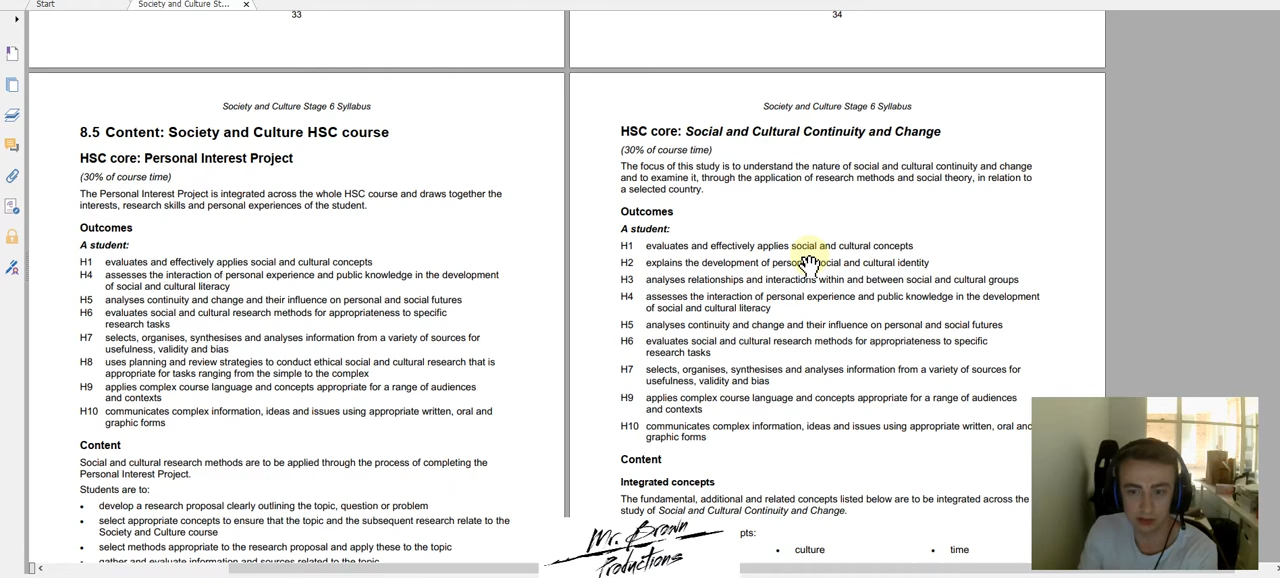 Start
Society and Culture St...
33
34
Society and Culture Stage 6 Syllabus
8.5 Content: Society and Culture HSC course
HSC core: Personal Interest Project
(30% of course time)
The Personal Interest Project is integrated across the whole HSC course and draws together the
interests, research skills and personal experiences of the student.
Outcomes
A student:
H1 evaluates and effectively applies social and cultural concepts
H4 assesses the interaction of personal experience and public knowledge in the development
of social and cultural literacy
H5 analyses continuity and change and their influence on personal and social futures
H6 evaluates social and cultural research methods for appropriateness to specific
research tasks
H7 selects, organises, synthesises and analyses information from a variety of sources for
usefulness, validity and bias
H8 uses planning and review strategies to conduct ethical social and cultural research that is
appropriate for tasks ranging from the simple to the complex
H9 applies complex course language and concepts appropriate for a range of audiences
and contexts
H10 communicates complex information, ideas and issues using appropriate written, oral and
graphic forms
Content
Social and cultural research methods are to be applied through the process of completing the
Personal Interest Project.
Students are to:
• develop a research proposal clearly outlining the topic, question or problem
• select appropriate concepts to ensure that the topic and the subsequent research relate to the
Society and Culture course
• select methods appropriate to the research proposal and apply these to the topic
• gather and evaluate information and sources related to the topic
Society and Culture Stage 6 Syllabus
HSC core: Social and Cultural Continuity and Change
(30% of course time)
The focus of this study is to understand the nature of social and cultural continuity and change
and to examine it, through the application of research methods and social theory, in relation to
a selected country.
Outcomes
A student:
H1 evaluates and effectively applies social and cultural concepts
H2 explains the development of personal, social and cultural identity
H3 analyses relationships and interactions within and between social and cultural groups
H4 assesses the interaction of personal experience and public knowledge in the development
of social and cultural literacy
H5 analyses continuity and change and their influence on personal and social futures
H6 evaluates social and cultural research methods for appropriateness to specific
research tasks
H7 selects, organises, synthesises and analyses information from a variety of sources for
usefulness, validity and bias
H9 applies complex course language and concepts appropriate for a range of audiences
and contexts
H10 communicates complex information, ideas and issues using appropriate written, oral and
graphic forms
Content
Integrated concepts
The fundamental, additional and related concepts listed below are to be integrated across the
study of Social and Cultural Continuity and Change.
pts:
• culture • time
Mr. Brown
Productions